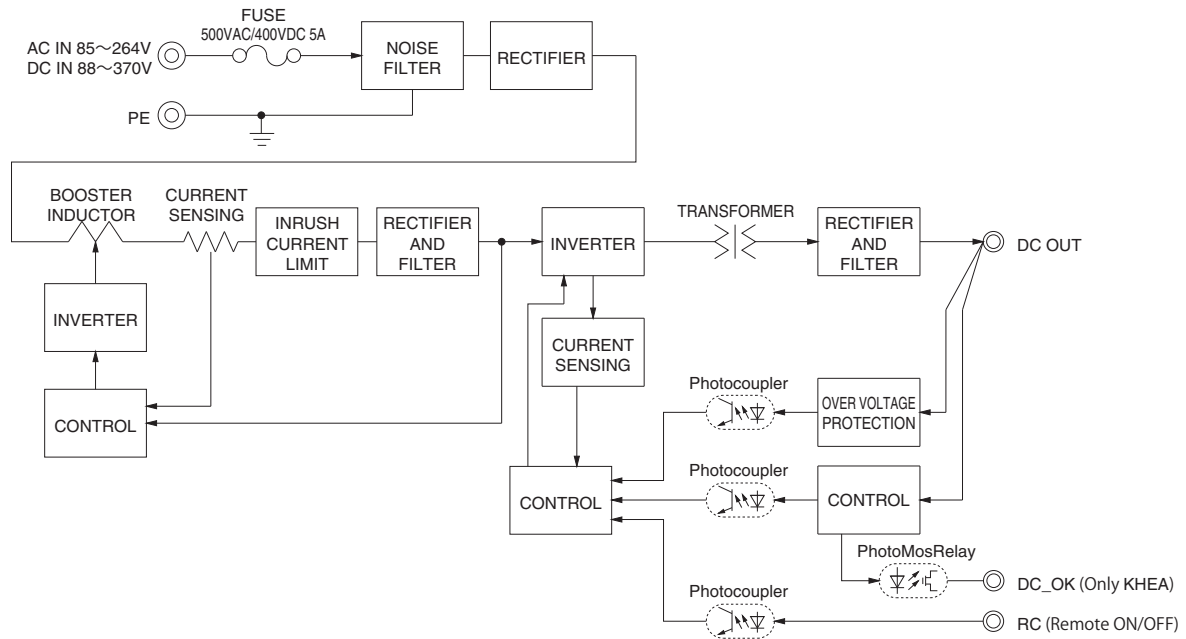 FUSE
500VAC/400VDC 5A
AC IN 85～264V
DC IN 88～370V
NOISE
FILTER
RECTIFIER
PE
BOOSTER
INDUCTOR
CURRENT
SENSING
INRUSH
CURRENT
LIMIT
RECTIFIER
AND
FILTER
INVERTER
TRANSFORMER
RECTIFIER
AND
FILTER
DC OUT
INVERTER
CURRENT
SENSING
CONTROL
Photocoupler
OVER VOLTAGE
PROTECTION
CONTROL
Photocoupler
CONTROL
PhotoMosRelay
DC_OK (Only KHEA)
Photocoupler
RC (Remote ON/OFF)